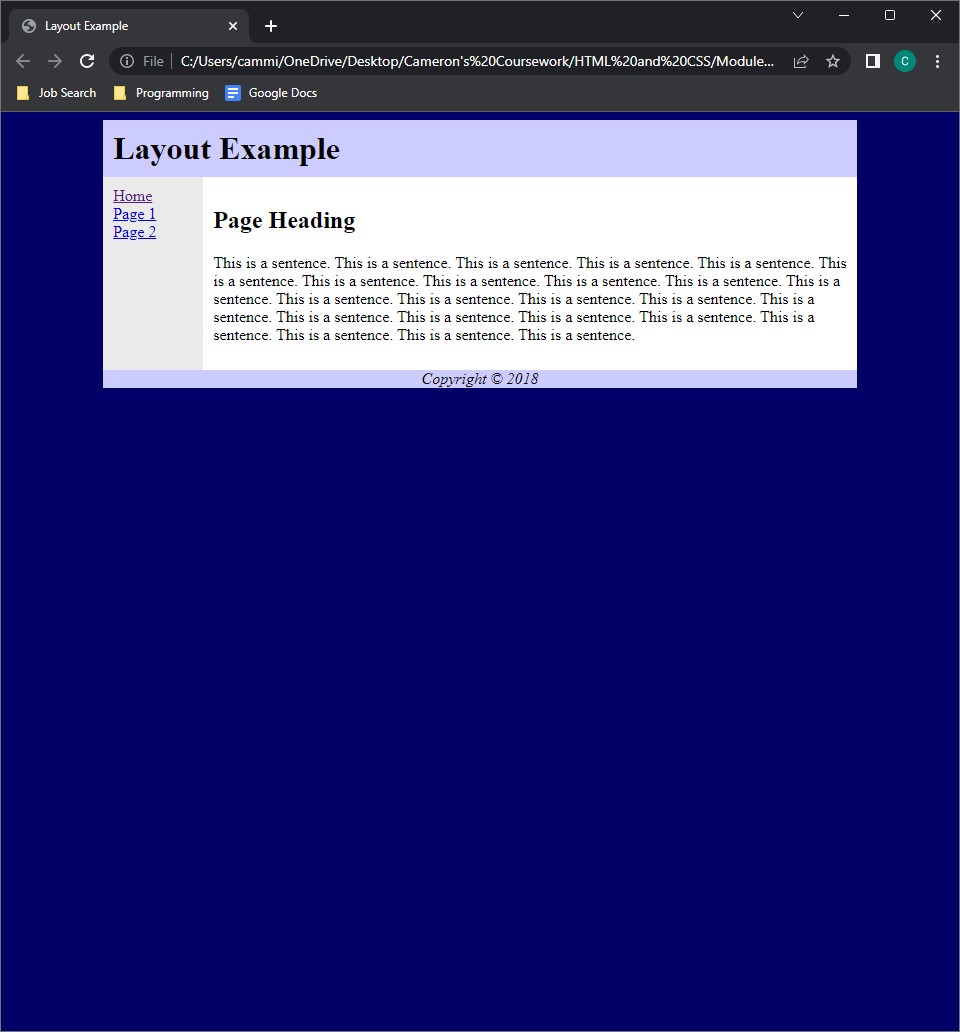 Layout Example
File | C:/Users/cammi/OneDrive/Desktop/Cameron's%20Coursework/HTML%20and%20CSS/Module...
C
Job Search Programming Google Docs
Layout Example
Home
Page 1
Page 2
Page Heading
This is a sentence. This is a sentence. This is a sentence. This is a sentence. This is a sentence. This
is a sentence. This is a sentence. This is a sentence. This is a sentence. This is a sentence. This is a
sentence. This is a sentence. This is a sentence. This is a sentence. This is a sentence. This is a
sentence. This is a sentence. This is a sentence. This is a sentence. This is a sentence. This is a
sentence. This is a sentence. This is a sentence. This is a sentence.
Copyright © 2018